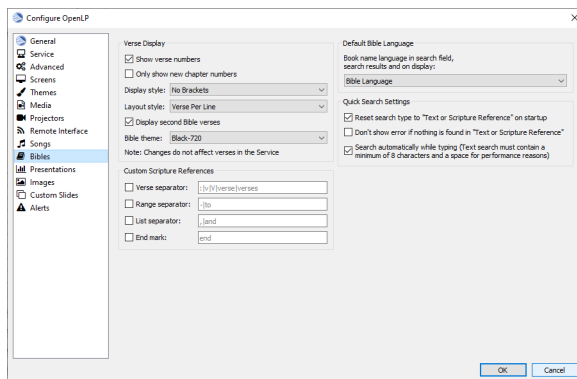 Configure OpenLP
General
Service
Advanced
Screens
Themes
Media
Projectors
Remote Interface
Songs
Bibles
Presentations
Images
Custom Slides
Alerts
Verse Display
Show verse numbers
Only show new chapter numbers
Display style: No Brackets
Layout style: Verse Per Line
Display second Bible verses
Bible theme: Black-720
Note: Changes do not affect verses in the Service
Custom Scripture References
Verse separator: :|v|V|verse|verses
Range separator: -|to
List separator: ,|and
End mark: end
Default Bible Language
Book name language in search field,
search results and on display:
Bible Language
Quick Search Settings
Reset search type to "Text or Scripture Reference" on startup
Don't show error if nothing is found in "Text or Scripture Reference"
Search automatically while typing (Text search must contain a
minimum of 8 characters and a space for performance reasons)
OK Cancel